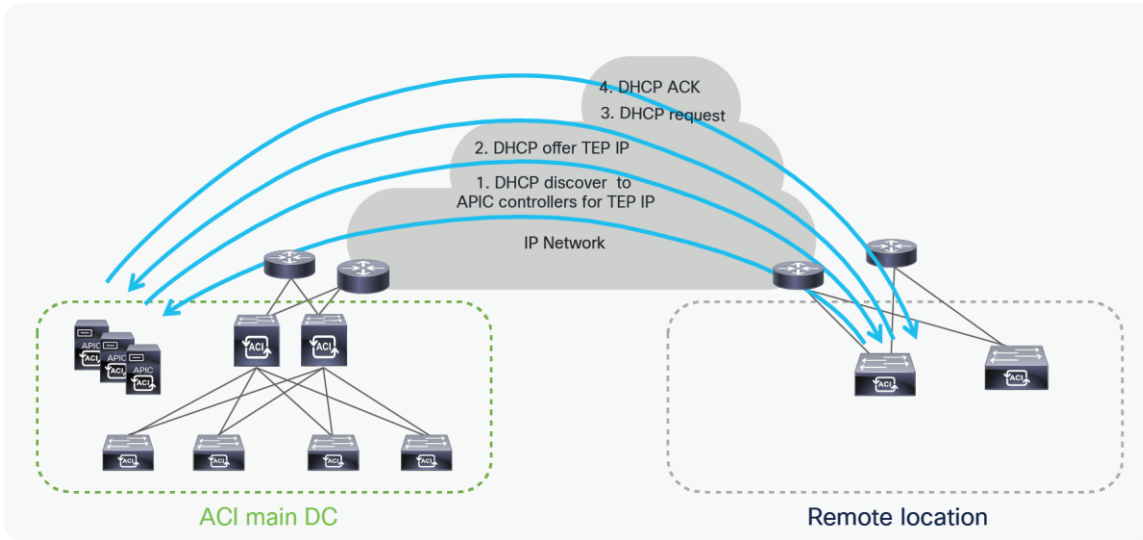 4. DHCP ACK
3. DHCP request
2. DHCP offer TEP IP
1. DHCP discover to
APIC controllers for TEP IP
IP Network
APIC
ACI
APIC
ACI
APIC
ACI
ACI
ACI
ACI
ACI
ACI
ACI
ACI
ACI
ACI main DC
Remote location